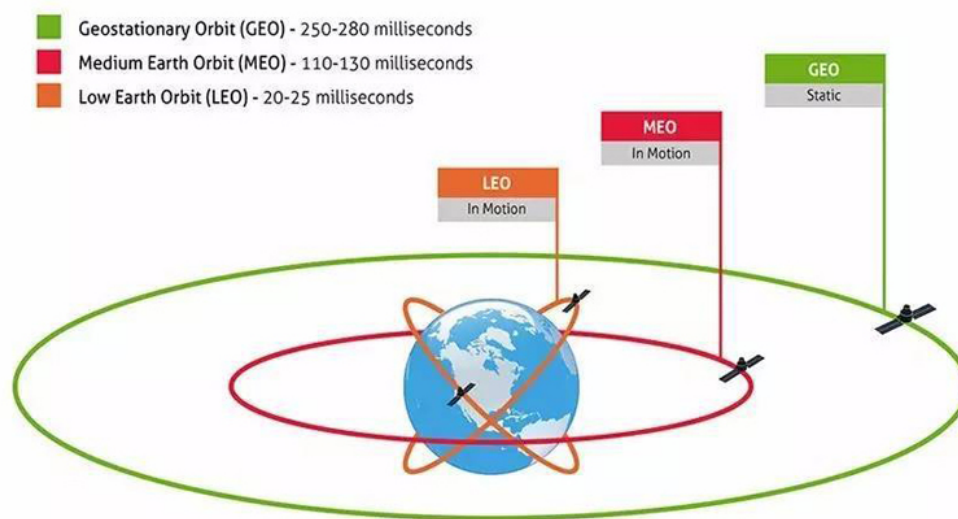 Geostationary Orbit (GEO) - 250-280 milliseconds
Medium Earth Orbit (MEO) - 110-130 milliseconds
Low Earth Orbit (LEO) - 20-25 milliseconds
GEO
Static
MEO
In Motion
LEO
In Motion